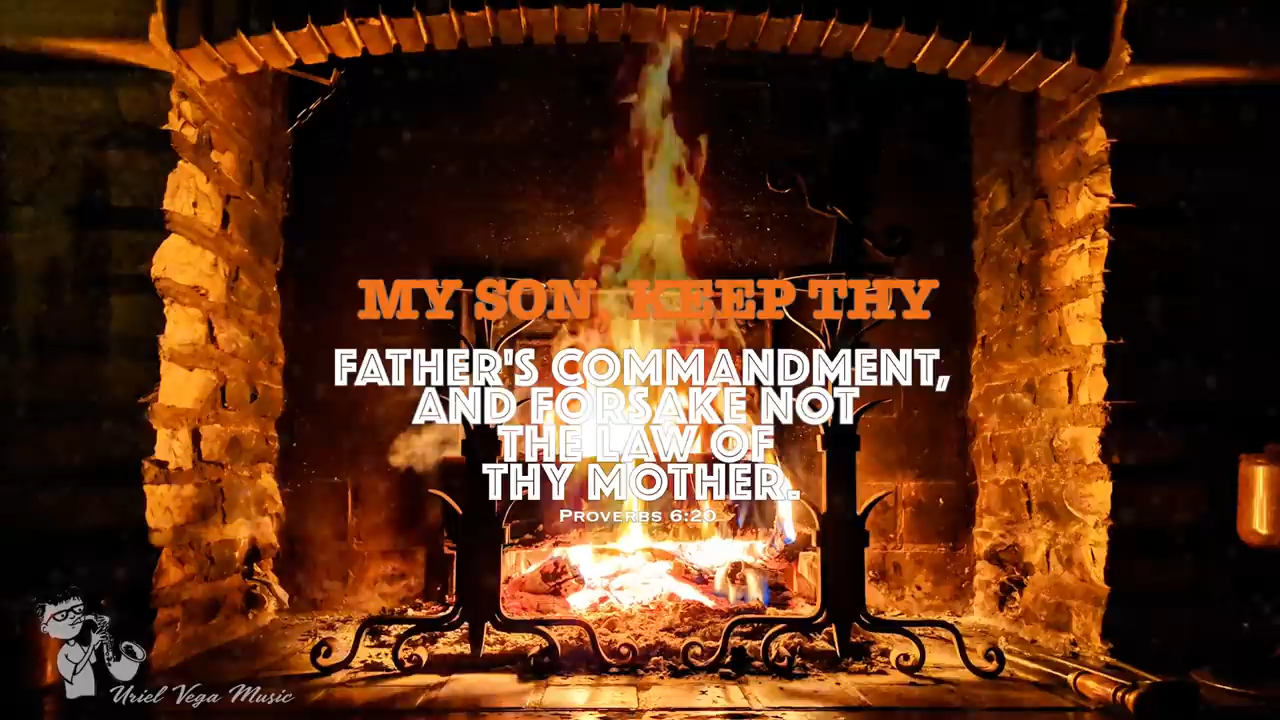 MY SON, KEEP THY
FATHER'S COMMANDMENT,
AND FORSAKE NOT
THE LAW OF
THY MOTHER.
PROVERBS 6:20
Uriel Vega Music